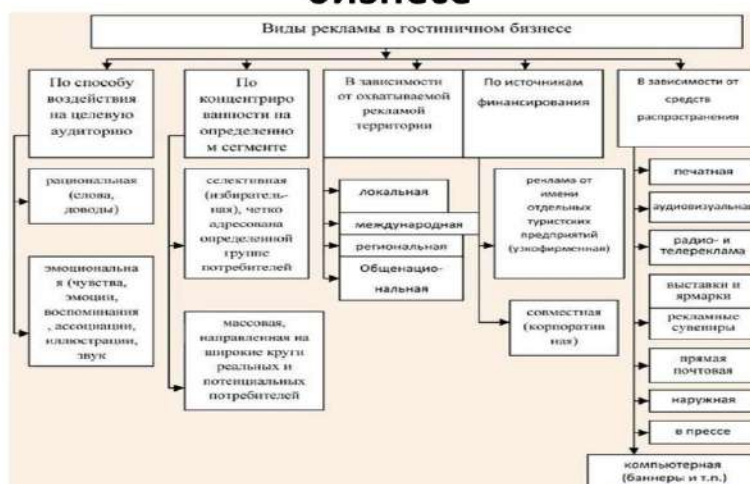 бизнесе
Виды рекламы в гостиничном бизнесе
По способу
воздействия
на целевую
аудиторию
рациональная
(слова,
доводы)
эмоциональна
я (чувства,
эмоции,
воспоминания
, ассоциации,
иллюстрации,
звук
По
концентриро
ванности на
определенно
м сегменте
селективная
(избиратель-
ная), четко
адресована
определенной
группе
потребителей
массовая,
направленная на
широкие круги
реальных и
потенциальных
потребителей
В зависимости
от охватываемой
рекламой
территории
локальная
международная
региональная
Общенацио-
нальная
По источникам
финансирования
реклама от
имени
отдельных
туристских
предприятий
(узкофирменная)
совместная
(корпоратив
ная)
В зависимости от
средств
распространения
печатная
аудиовизуальная
радио- и
телереклама
выставки и
ярмарки
рекламные
сувениры
прямая
почтовая
наружная
в прессе
компьютерная
(баннеры и т.п.)